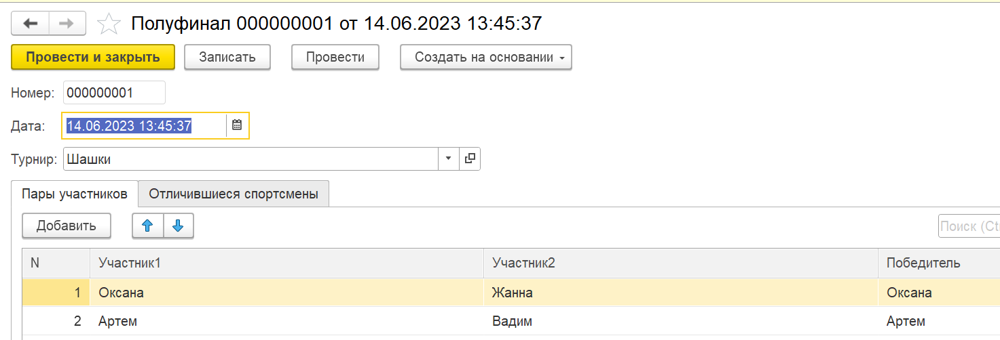 Полуфинал 000000001 от 14.06.2023 13:45:37
Провести и закрыть Записать Провести Создать на основании
Номер: 000000001
Дата: 14.06.2023 13:45:37
Турнир: Шашки
Пары участников Отличившиеся спортсмены
Добавить Поиск (Ct
N Участник1 Участник2 Победитель
1 Оксана Жанна Оксана
2 Артем Вадим Артем